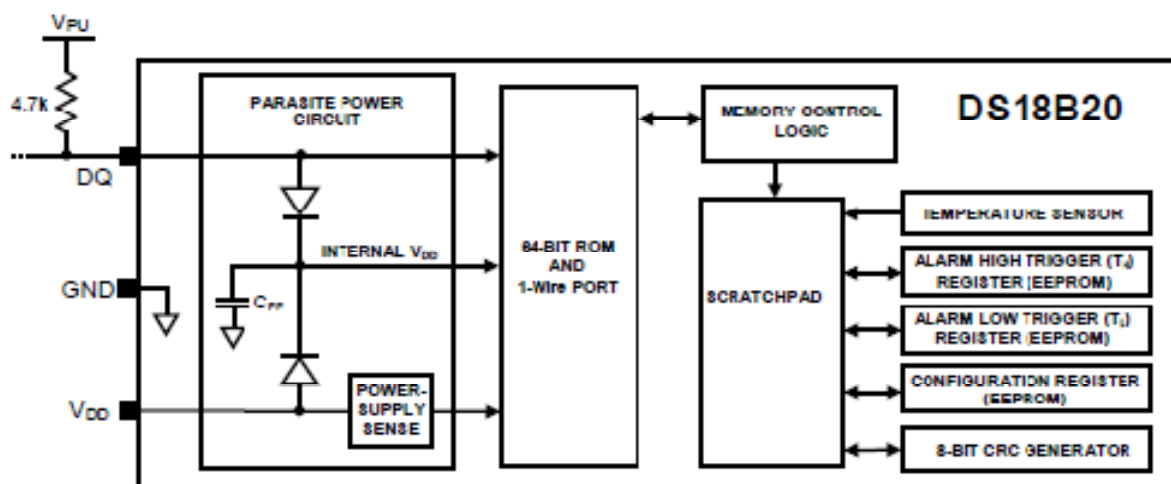 VPU
4.7k
DQ
GND
VDD
PARASITE POWER
CIRCUIT
INTERNAL VDD
CPP
POWER-
SUPPLY
SENSE
64-BIT ROM
AND
1-Wire PORT
MEMORY CONTROL
LOGIC
SCRATCHPAD
DS18B20
TEMPERATURE SENSOR
ALARM HIGH TRIGGER (TH)
REGISTER (EEPROM)
ALARM LOW TRIGGER (TL)
REGISTER (EEPROM)
CONFIGURATION REGISTER
(EEPROM)
8-BIT CRC GENERATOR